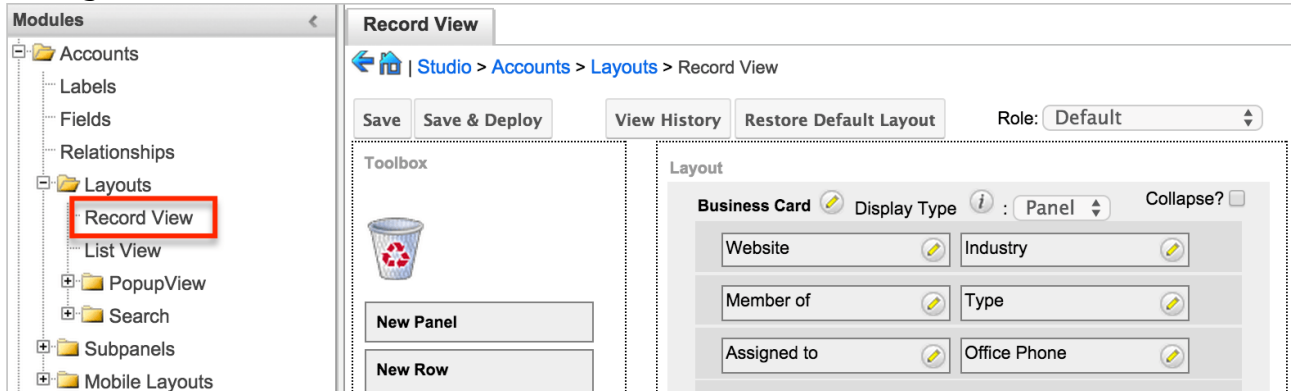 Modules
Accounts
Labels
Fields
Relationships
Layouts
Record View
List View
PopupView
Search
Subpanels
Mobile Layouts
Record View
| Studio > Accounts > Layouts > Record View
Save Save & Deploy View History Restore Default Layout Role: Default
Toolbox
New Panel
New Row
Layout
Business Card Display Type i : Panel Collapse?
Website Industry
Member of Type
Assigned to Office Phone